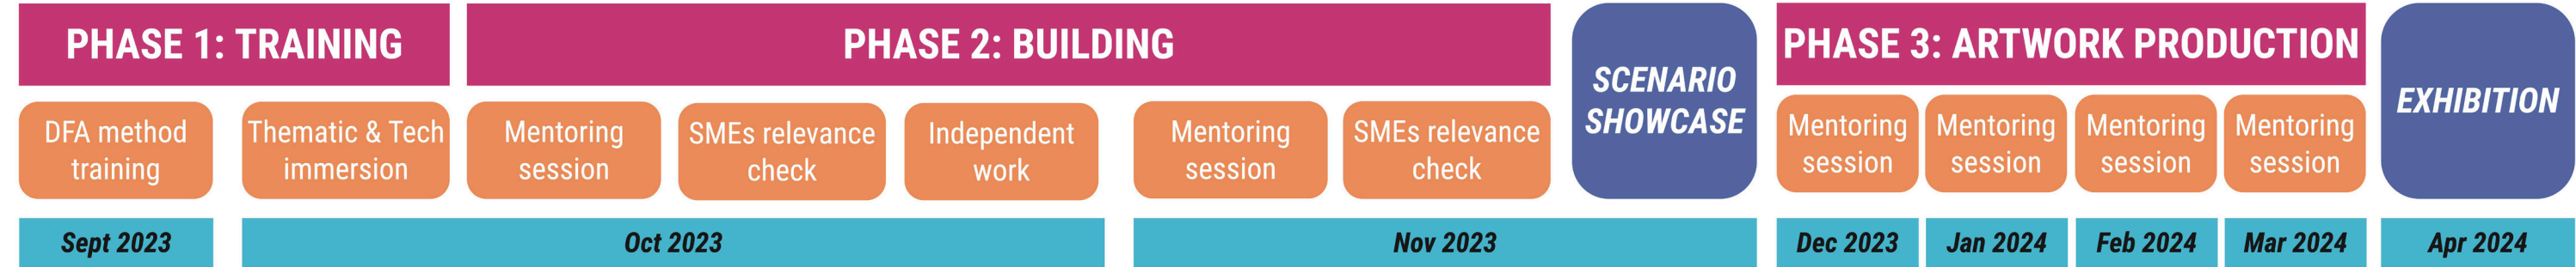 PHASE 1: TRAINING
PHASE 2: BUILDING
SCENARIO
SHOWCASE
PHASE 3: ARTWORK PRODUCTION
EXHIBITION
DFA method
training
Thematic & Tech
immersion
Mentoring
session
SMEs relevance
check
Independent
work
Mentoring
session
SMEs relevance
check
Mentoring
session
Mentoring
session
Mentoring
session
Mentoring
session
Sept 2023
Oct 2023
Nov 2023
Dec 2023
Jan 2024
Feb 2024
Mar 2024
Apr 2024